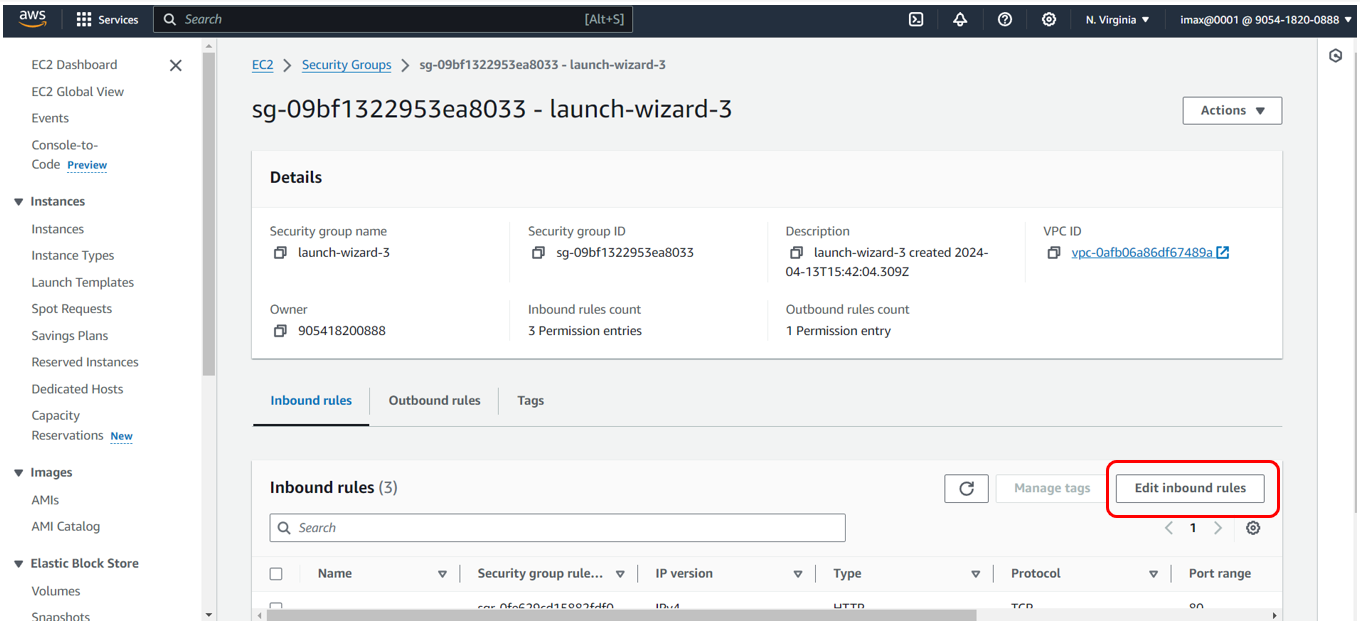 aws
Services
Search
[Alt+S]
N. Virginia
imax@0001 @ 9054-1820-0888
EC2 Dashboard
EC2 Global View
Events
Console-to-
Code Preview
Instances
Instances
Instance Types
Launch Templates
Spot Requests
Savings Plans
Reserved Instances
Dedicated Hosts
Capacity
Reservations New
Images
AMIs
AMI Catalog
Elastic Block Store
Volumes
Snapshots
EC2 > Security Groups > sg-09bf1322953ea8033 - launch-wizard-3
sg-09bf1322953ea8033 - launch-wizard-3
Actions
Details
Security group name
launch-wizard-3
Security group ID
sg-09bf1322953ea8033
Description
launch-wizard-3 created 2024-
04-13T15:42:04.309Z
VPC ID
vpc-0afb06a86df67489a
Owner
905418200888
Inbound rules count
3 Permission entries
Outbound rules count
1 Permission entry
Inbound rules
Outbound rules
Tags
Inbound rules (3)
Manage tags
Edit inbound rules
Search
1
Name
Security group rule...
IP version
Type
Protocol
Port range
IPv4
HTTP
TCP
80